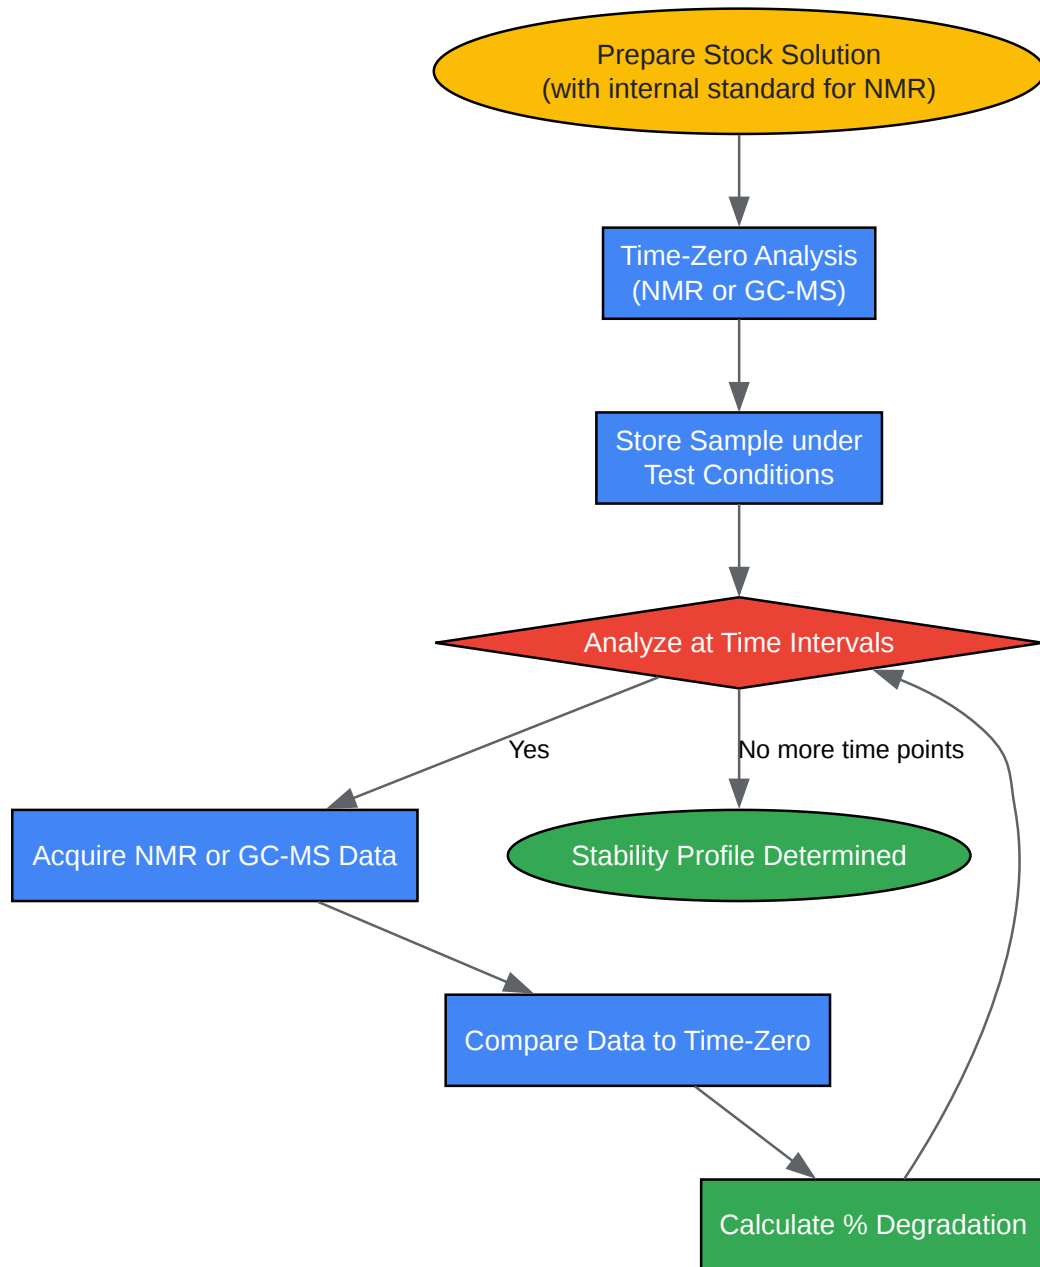 Prepare Stock Solution
(with internal standard for NMR)
Time-Zero Analysis
(NMR or GC-MS)
Store Sample under
Test Conditions
Analyze at Time Intervals
Yes
No more time points
Acquire NMR or GC-MS Data
Stability Profile Determined
Compare Data to Time-Zero
Calculate % Degradation